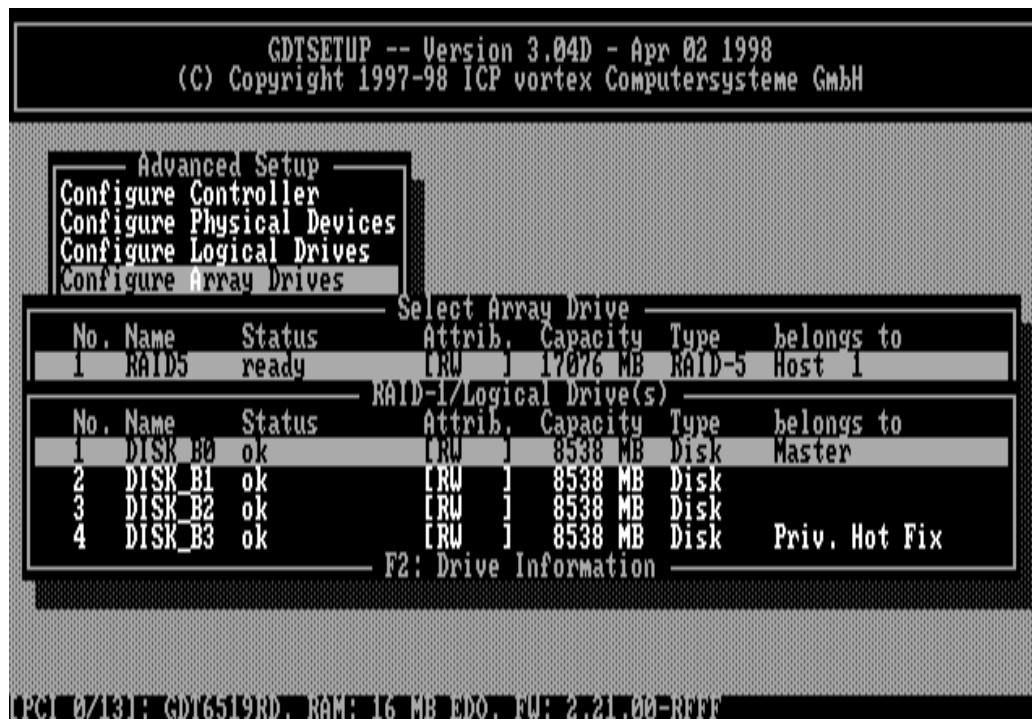 GDTSETUP -- Version 3.04D - Apr 02 1998
(C) Copyright 1997-98 ICP vortex Computersysteme GmbH
Advanced Setup
Configure Controller
Configure Physical Devices
Configure Logical Drives
Configure Array Drives
Select Array Drive
No. Name Status Attrib. Capacity Type belongs to
1 RAID5 ready [RW ] 17076 MB RAID-5 Host 1
RAID-1/Logical Drive(s)
No. Name Status Attrib. Capacity Type belongs to
1 DISK_B0 ok [RW ] 8538 MB Disk Master
2 DISK_B1 ok [RW ] 8538 MB Disk
3 DISK_B2 ok [RW ] 8538 MB Disk
4 DISK_B3 ok [RW ] 8538 MB Disk Priv. Hot Fix
F2: Drive Information
[PCI 0/13]: GDT6519RD, RAM: 16 MB EDO, FW: 2.21.00-RFFF